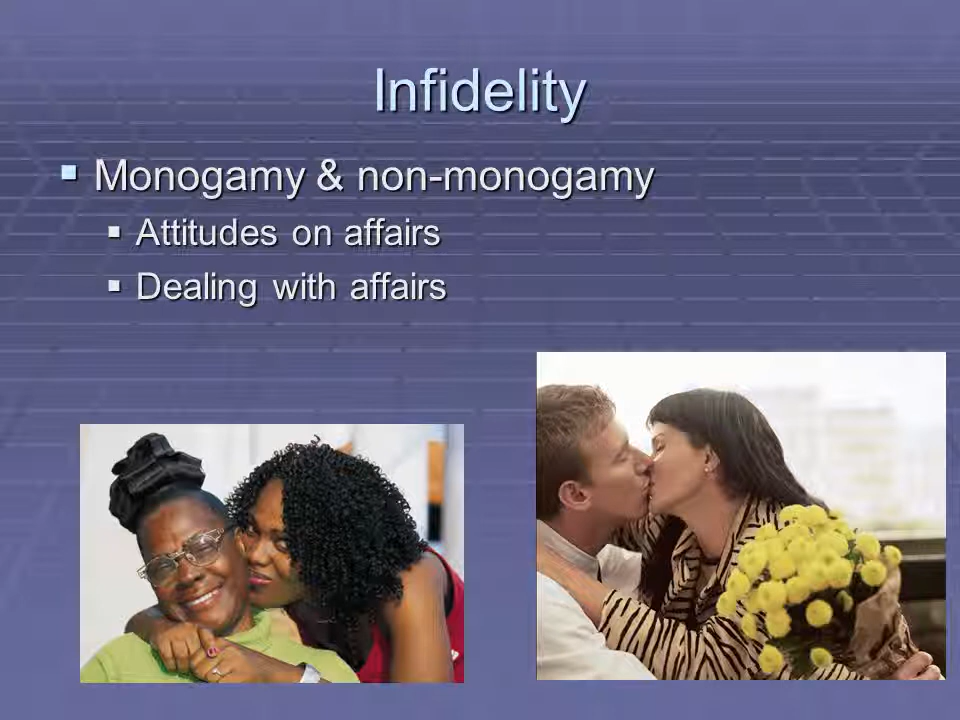 Infidelity
Monogamy & non-monogamy
Attitudes on affairs
Dealing with affairs